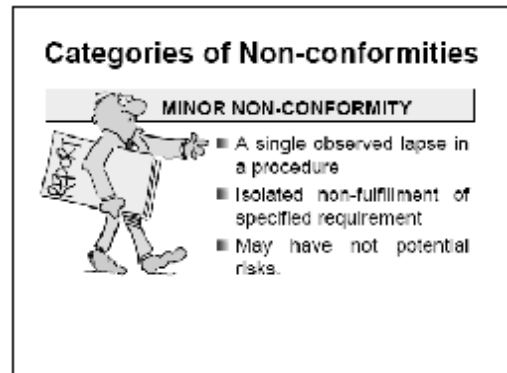 Categories of Non-conformities
MINOR NON-CONFORMITY
A single observed lapse in
a procedure
Isolated non-fulfillment of
specified requirement
May have not potential
risks.
REPORT